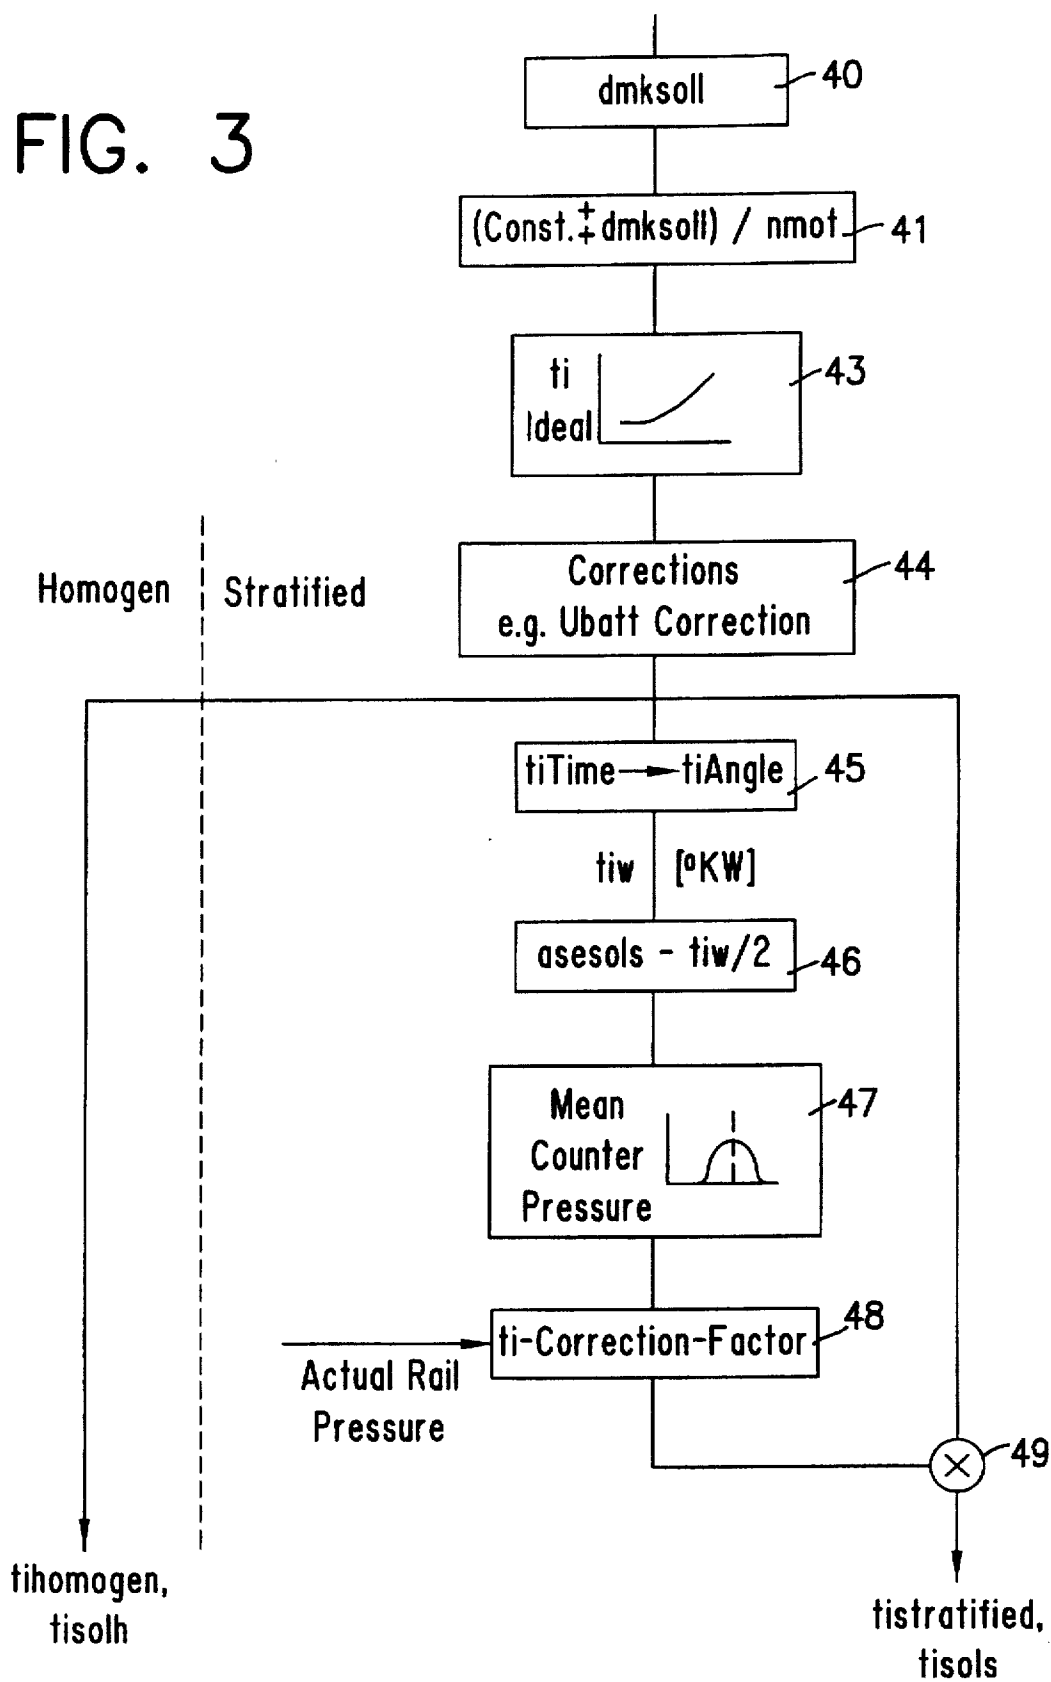 FIG. 3
dmksoll
40
(Const. ‡ dmksoll) / nmot
41
ti
Ideal
43
Corrections
e.g. Ubatt Correction
44
Homogen
Stratified
tiTime → tiAngle
45
tiw [°KW]
asesols - tiw/2
46
Mean
Counter
Pressure
47
ti-Correction-Factor
48
Actual Rail
Pressure
49
tihomogen,
tisolh
tistratified,
tisols